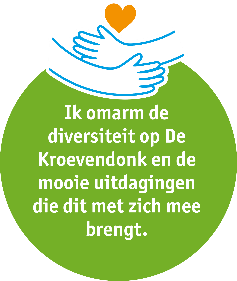 Ik omarm de
diversiteit op De
Kroevendonk en de
mooie uitdagingen
die dit met zich mee
brengt.